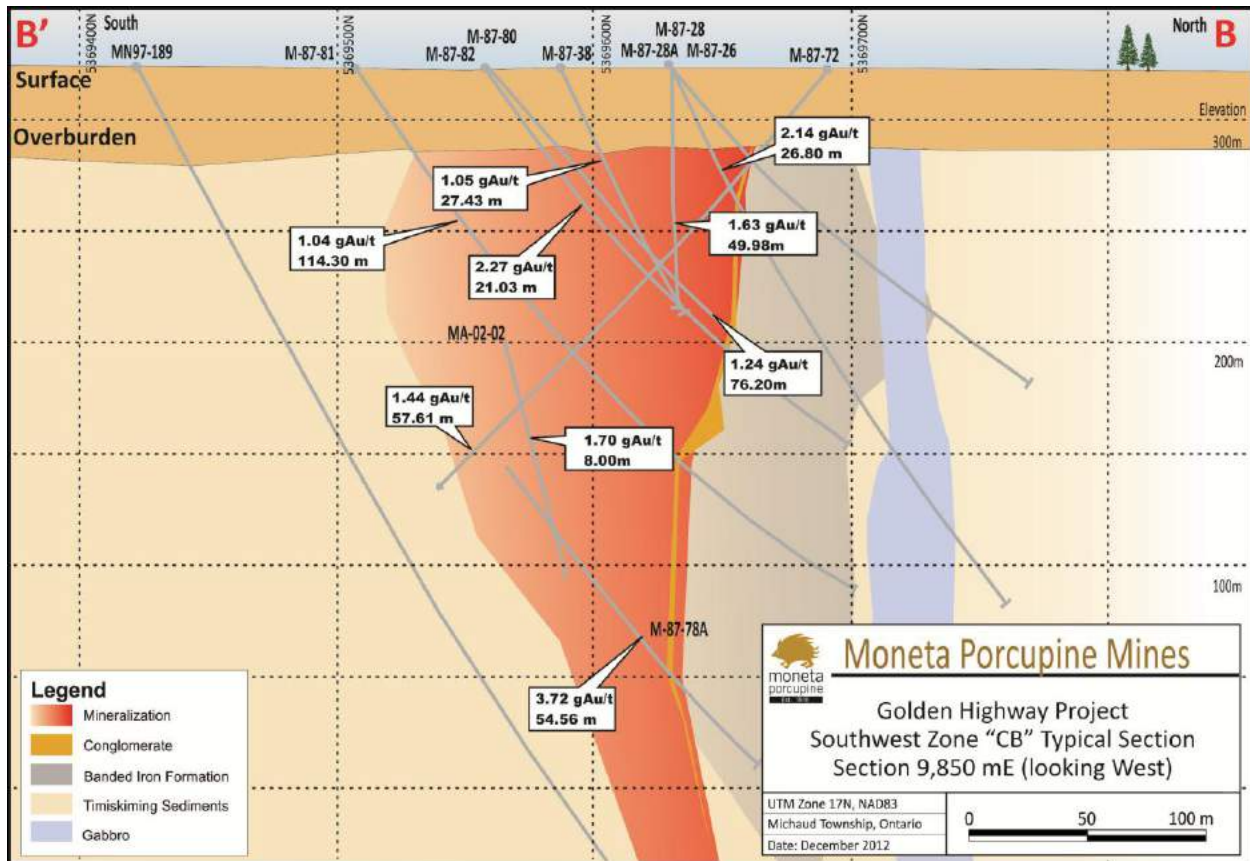 B'
South
North
B
5369400N
5369500N
5369600N
5369700N
MN97-189
M-87-81
M-87-80
M-87-82
M-87-38
M-87-28
M-87-28A
M-87-26
M-87-72
Surface
Overburden
Elevation
300m
200m
100m
2.14 gAu/t
26.80 m
1.05 gAu/t
27.43 m
1.63 gAu/t
49.98m
1.04 gAu/t
114.30 m
2.27 gAu/t
21.03 m
MA-02-02
1.24 gAu/t
76.20m
1.44 gAu/t
57.61 m
1.70 gAu/t
8.00m
M-87-78A
3.72 gAu/t
54.56 m
Legend
Mineralization
Conglomerate
Banded Iron Formation
Timiskiming Sediments
Gabbro
moneta
porcupine
Moneta Porcupine Mines
Golden Highway Project
Southwest Zone “CB” Typical Section
Section 9,850 mE (looking West)
UTM Zone 17N, NAD83
Michaud Township, Ontario
Date: December 2012
0 50 100 m